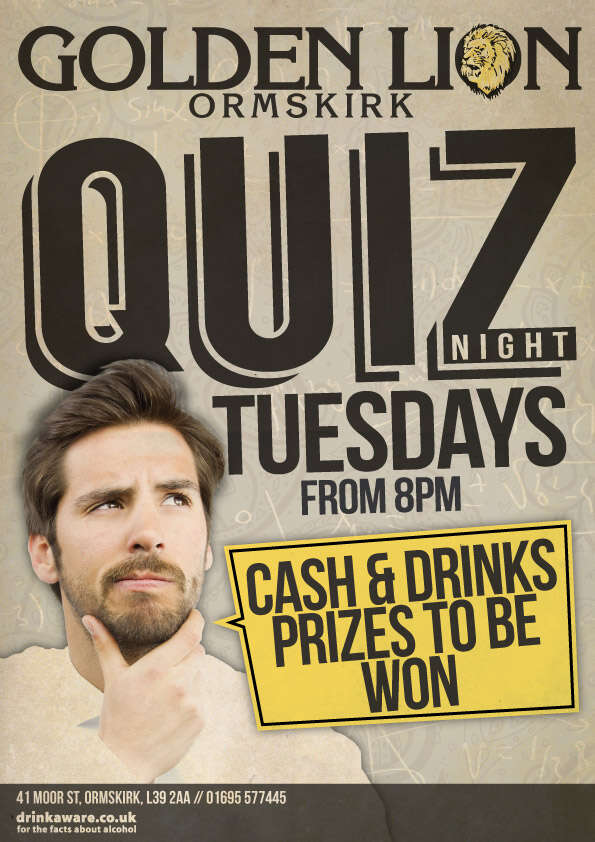 GOLDEN LION
ORMSKIRK
QUIZ
NIGHT
TUESDAYS
FROM 8PM
CASH & DRINKS
PRIZES TO BE
WON
41 MOOR ST, ORMSKIRK, L39 2AA // 01695 577445
drinkaware.co.uk
for the facts about alcohol